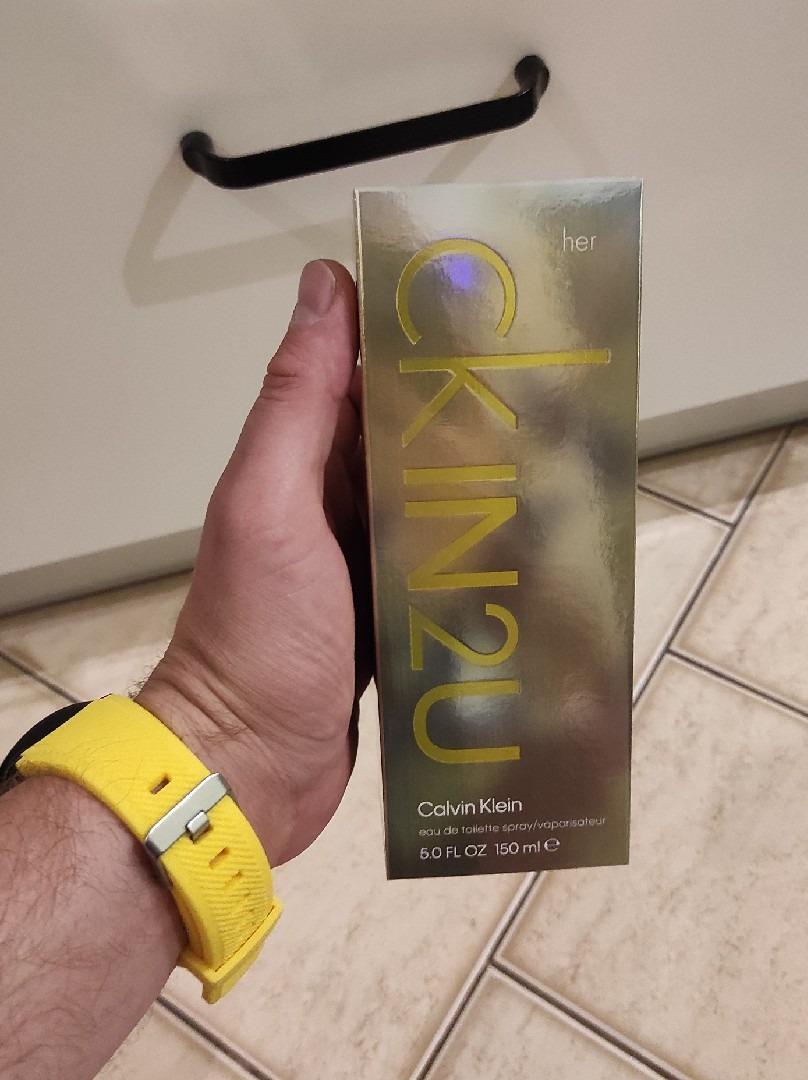 her
ckIN2U
Calvin Klein
eau de toilette spray/vaporisateur
5.0 FL OZ 150 ml ℮